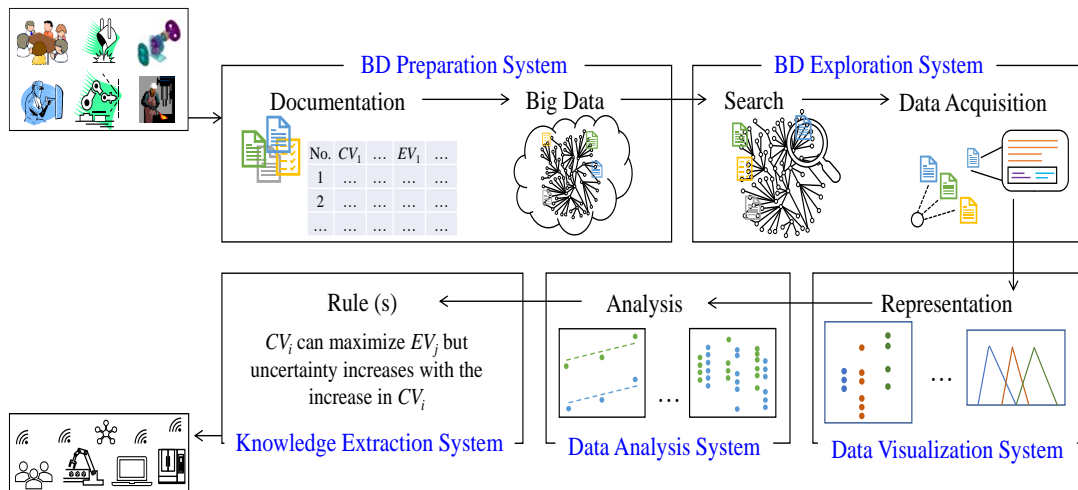 BD Preparation System
Documentation
Big Data
No. CV1 … EV1 …
1 … … … …
2 … … … …
… … … … …
BD Exploration System
Search
Data Acquisition
Representation
…
Data Visualization System
Analysis
…
Data Analysis System
Rule (s)
CVi can maximize EVj but
uncertainty increases with the
increase in CVi
Knowledge Extraction System